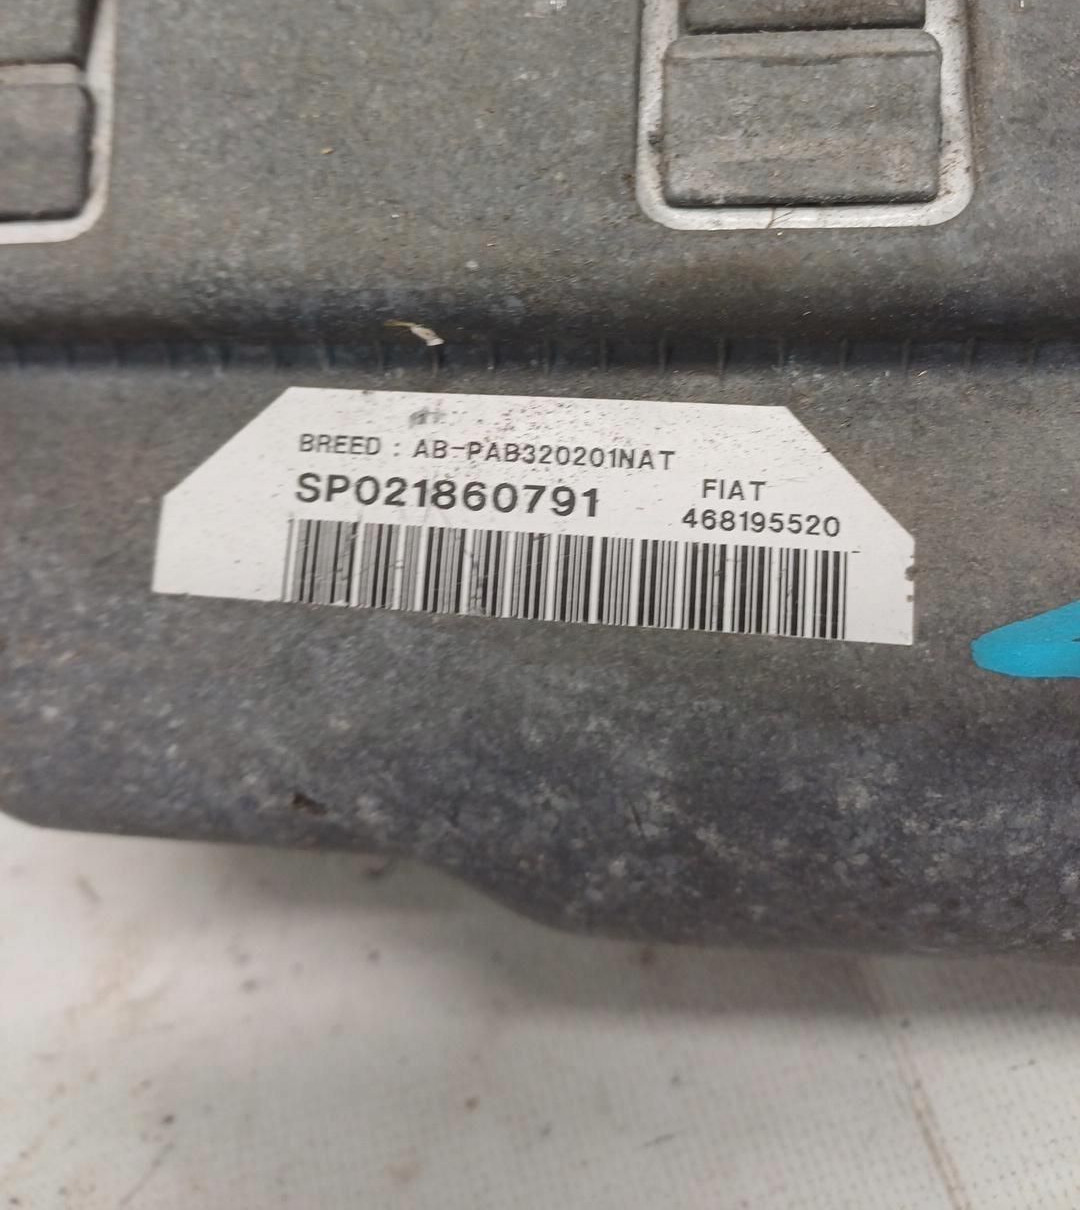 BREED : AB-PAB320201NAT
SP021860791
FIAT
468195520